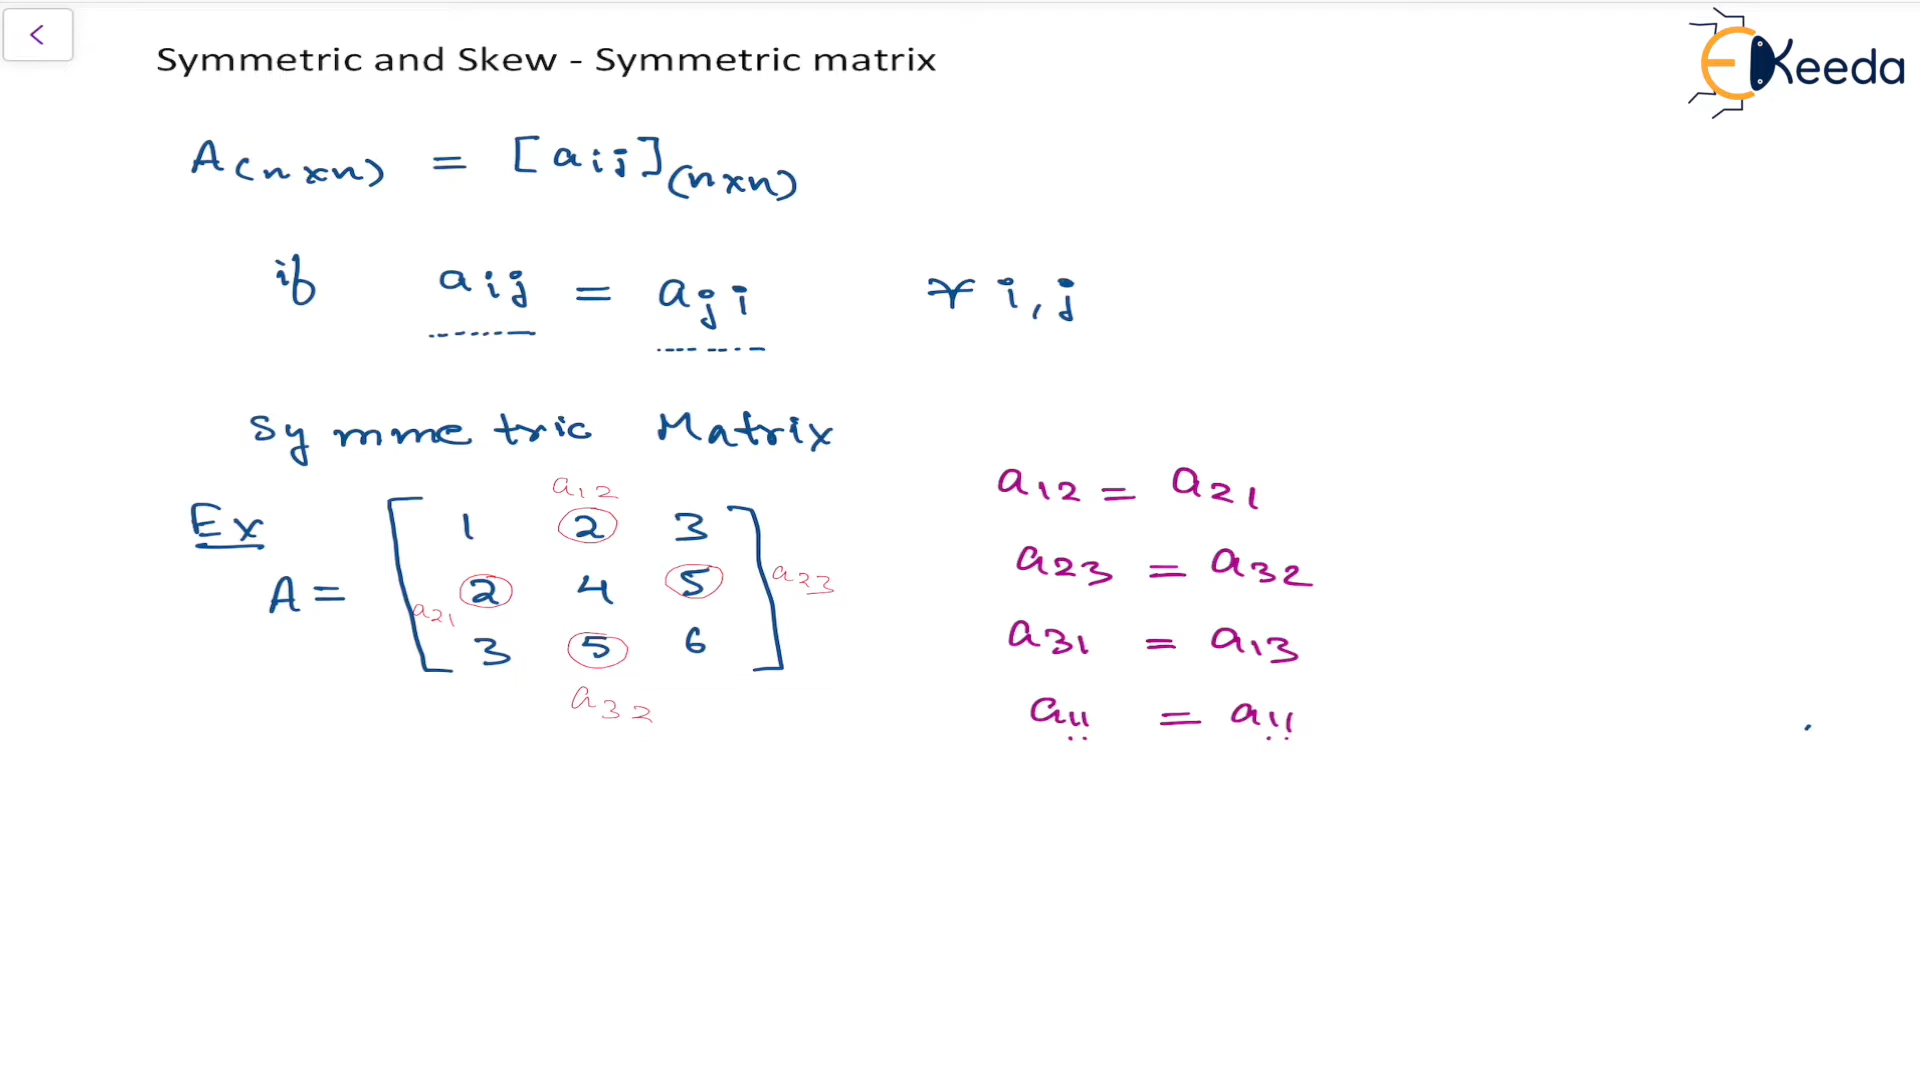 <
Symmetric and Skew - Symmetric matrix
EKeeda
A(n×n) = [aij](n×n)
if aij = aji ∀ i,j
Symmetric Matrix
a12
Ex
A = [ 1 2 3
2 4 5
3 5 6 ]
a21
a23
a32
a12 = a21
a23 = a32
a31 = a13
a11 = a11